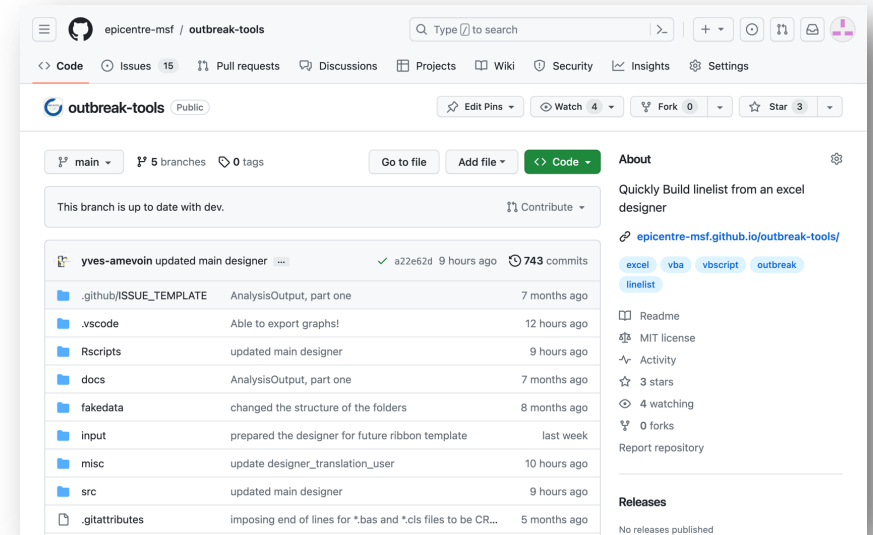 epicentre-msf / outbreak-tools
Type / to search
Code Issues 15 Pull requests Discussions Projects Wiki Security Insights Settings
outbreak-tools Public
Edit Pins Watch 4 Fork 0 Star 3
main 5 branches 0 tags Go to file Add file <> Code
This branch is up to date with dev. Contribute
yves-amevoin updated main designer ... a22e62d 9 hours ago 743 commits
.github/ISSUE_TEMPLATE AnalysisOutput, part one 7 months ago
.vscode Able to export graphs! 12 hours ago
Rscripts updated main designer 9 hours ago
docs AnalysisOutput, part one 7 months ago
fakedata changed the structure of the folders 8 months ago
input prepared the designer for future ribbon template last week
misc update designer_translation_user 10 hours ago
src updated main designer 9 hours ago
.gitattributes imposing end of lines for *.bas and *.cls files to be CR... 5 months ago
About
Quickly Build linelist from an excel
designer
epicentre-msf.github.io/outbreak-tools/
excel vba vbscript outbreak
linelist
Readme
MIT license
Activity
3 stars
4 watching
0 forks
Report repository
Releases
No releases published